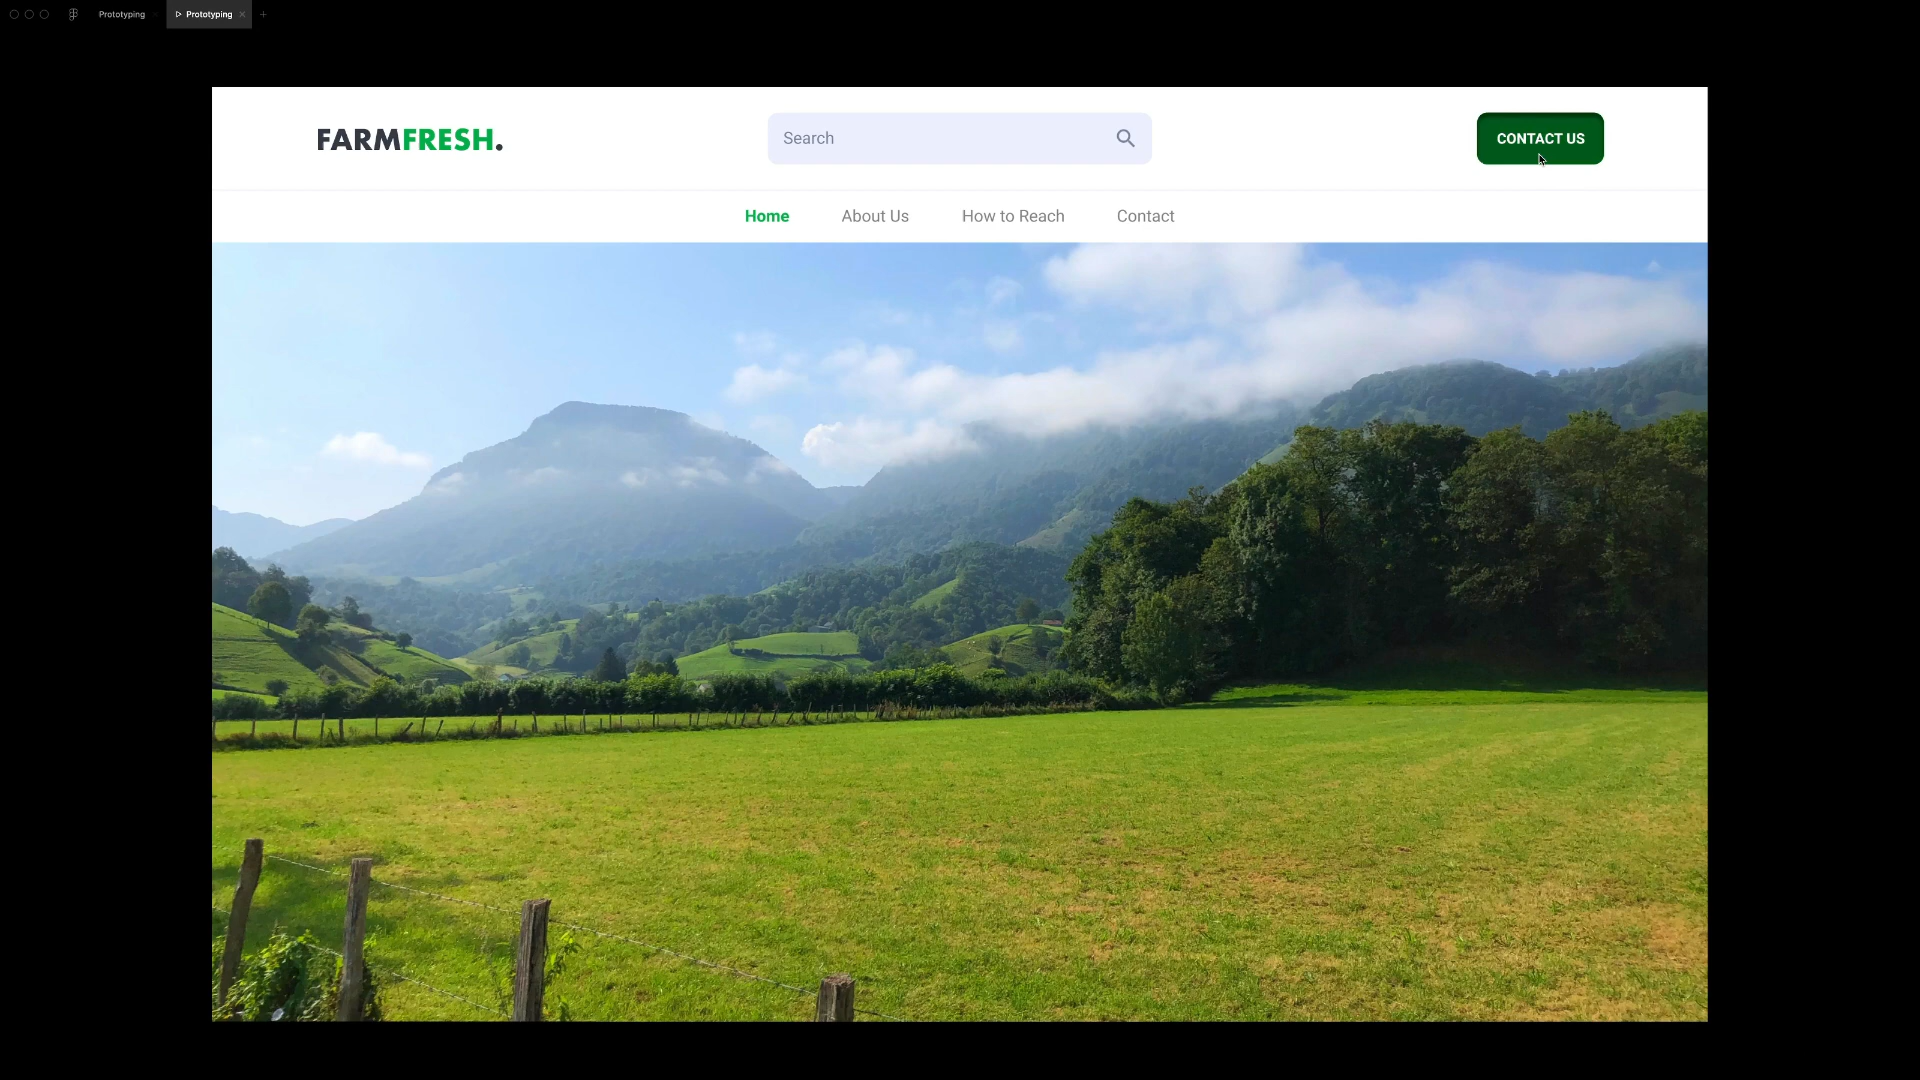 Prototyping
Prototyping
FARMFRESH.
Search
CONTACT US
Home
About Us
How to Reach
Contact